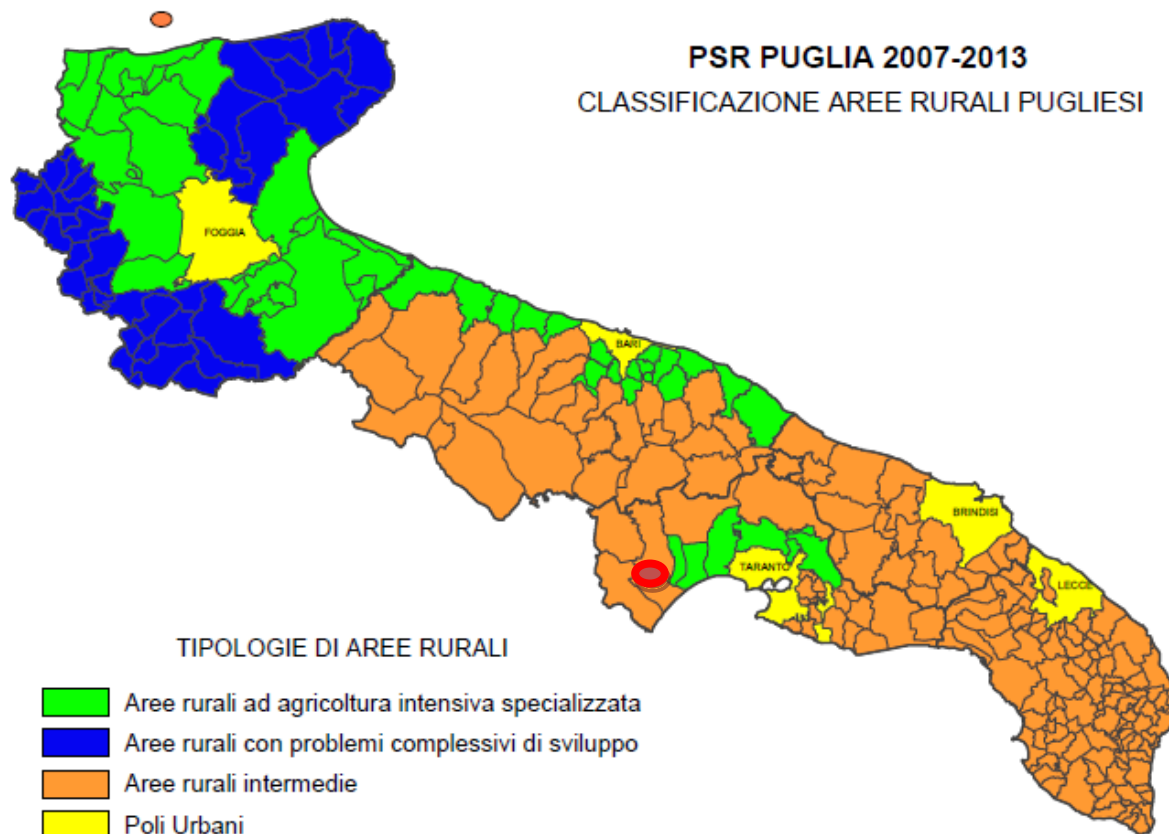 PSR PUGLIA 2007-2013
CLASSIFICAZIONE AREE RURALI PUGLIESI
FOGGIA
BARI
BRINDISI
TARANTO
LECCE
TIPOLOGIE DI AREE RURALI
Aree rurali ad agricoltura intensiva specializzata
Aree rurali con problemi complessivi di sviluppo
Aree rurali intermedie
Poli Urbani